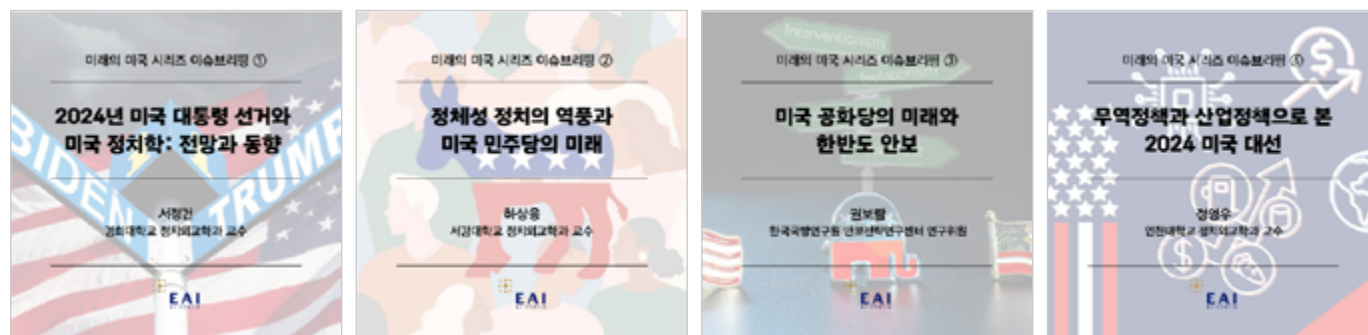 미래의 미국 시리즈 이슈브리핑 ①
2024년 미국 대통령 선거와
미국 정치학: 전망과 동향
BIDEN
TRUMP
서정건
경희대학교 정치외교학과 교수
EAI
미래의 미국 시리즈 이슈브리핑 ②
정체성 정치의 역풍과
미국 민주당의 미래
하상응
서강대학교 정치외교학과 교수
EAI
Interventionism
Isolationism
미래의 미국 시리즈 이슈브리핑 ③
미국 공화당의 미래와
한반도 안보
권보람
한국국방연구원 안보전략연구센터 연구위원
EAI
미래의 미국 시리즈 이슈브리핑 ④
무역정책과 산업정책으로 본
2024 미국 대선
정영우
인천대학교 정치외교학과 교수
EAI